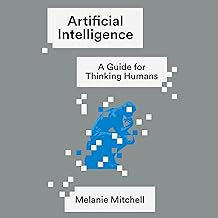 Artificial
Intelligence
A Guide for
Thinking Humans
Melanie Mitchell